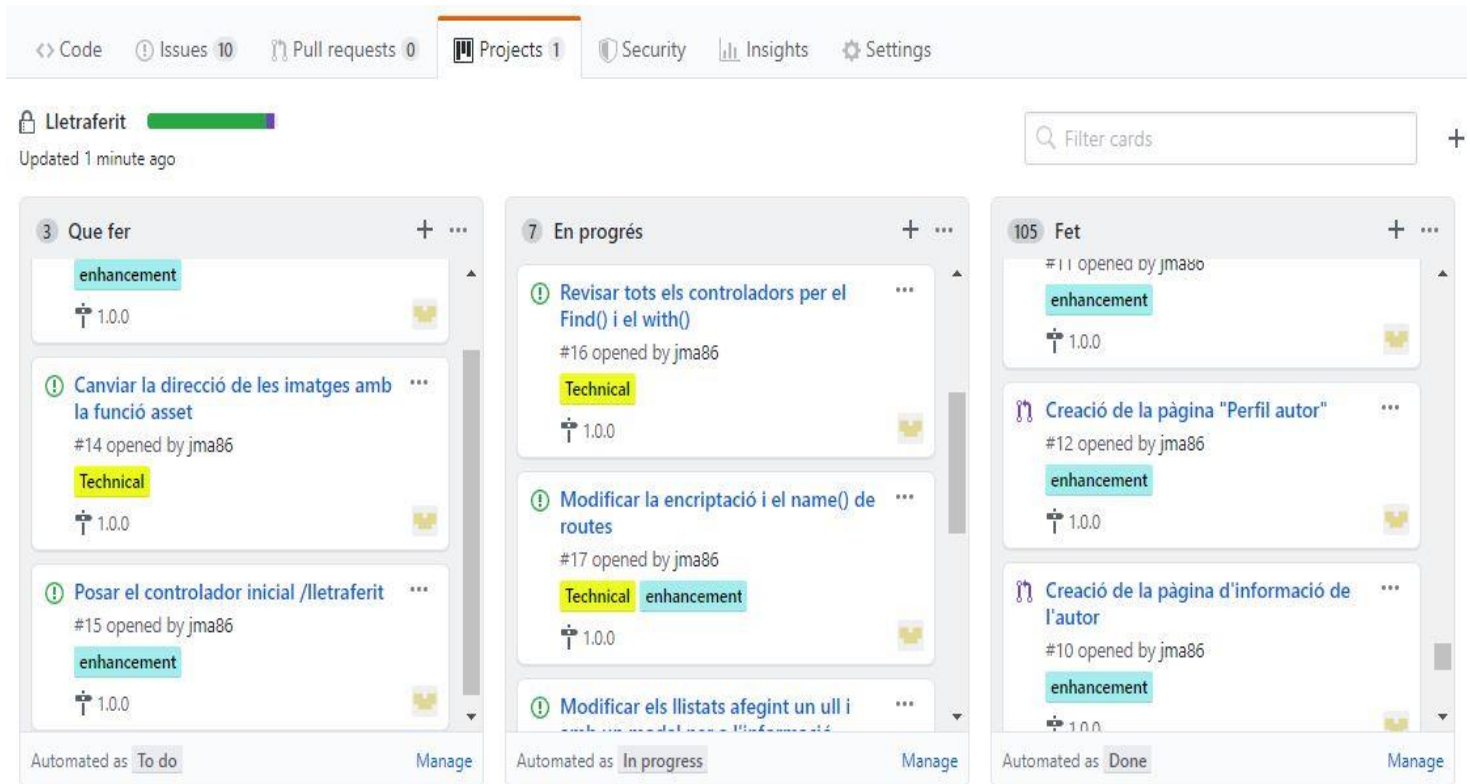 Code Issues 10 Pull requests 0 Projects 1 Security Insights Settings
Lletraferit
Updated 1 minute ago
Filter cards
3 Que fer
enhancement
1.0.0
Canviar la direcció de les imatges amb
la funció asset
#14 opened by jma86
Technical
1.0.0
Posar el controlador inicial /lletraferit
#15 opened by jma86
enhancement
1.0.0
Automated as To do Manage
7 En progrés
Revisar tots els controladors per el
Find() i el with()
#16 opened by jma86
Technical
1.0.0
Modificar la encriptació i el name() de
routes
#17 opened by jma86
Technical enhancement
1.0.0
Modificar els llistats afegint un ull i
amb un modal per a l'informació
Automated as In progress Manage
105 Fet
#11 opened by jma86
enhancement
1.0.0
Creació de la pàgina "Perfil autor"
#12 opened by jma86
enhancement
1.0.0
Creació de la pàgina d'informació de
l'autor
#10 opened by jma86
enhancement
1.0.0
Automated as Done Manage